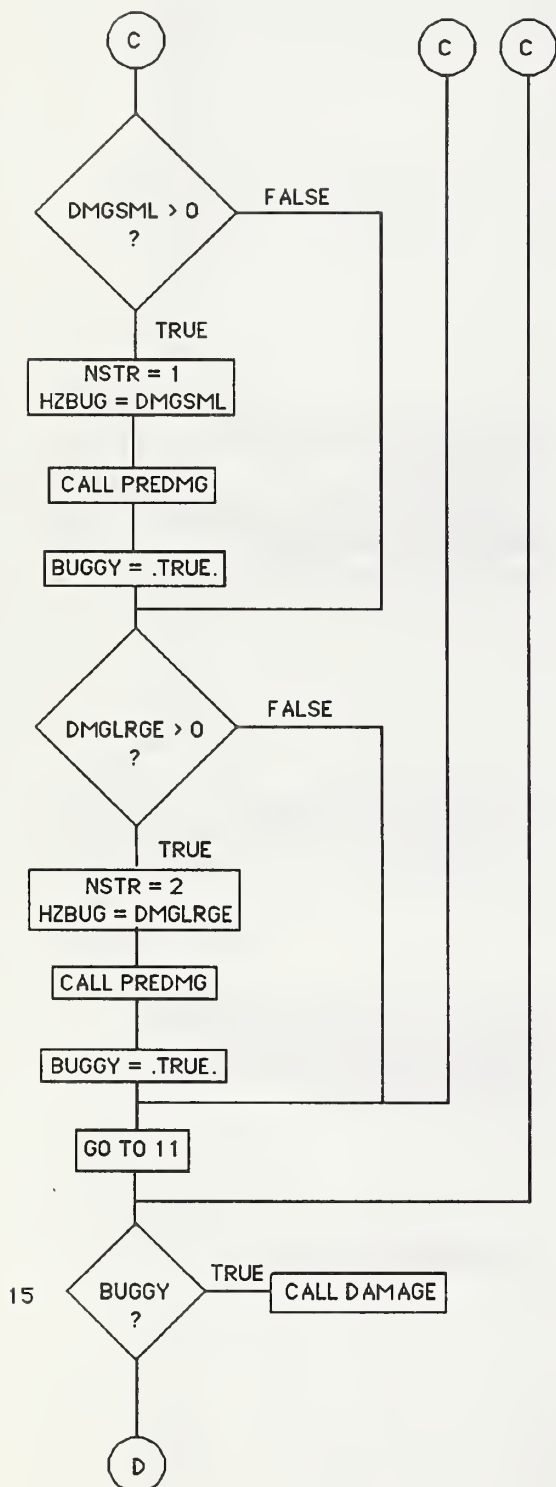 C
C
C
DMGSML > 0
?
FALSE
TRUE
NSTR = 1
HZBUG = DMGSML
CALL PREDMG
BUGGY = .TRUE.
DMGLRGE > 0
?
FALSE
TRUE
NSTR = 2
HZBUG = DMGLRGE
CALL PREDMG
BUGGY = .TRUE.
GO TO 11
15
BUGGY
?
TRUE
CALL DAMAGE
D